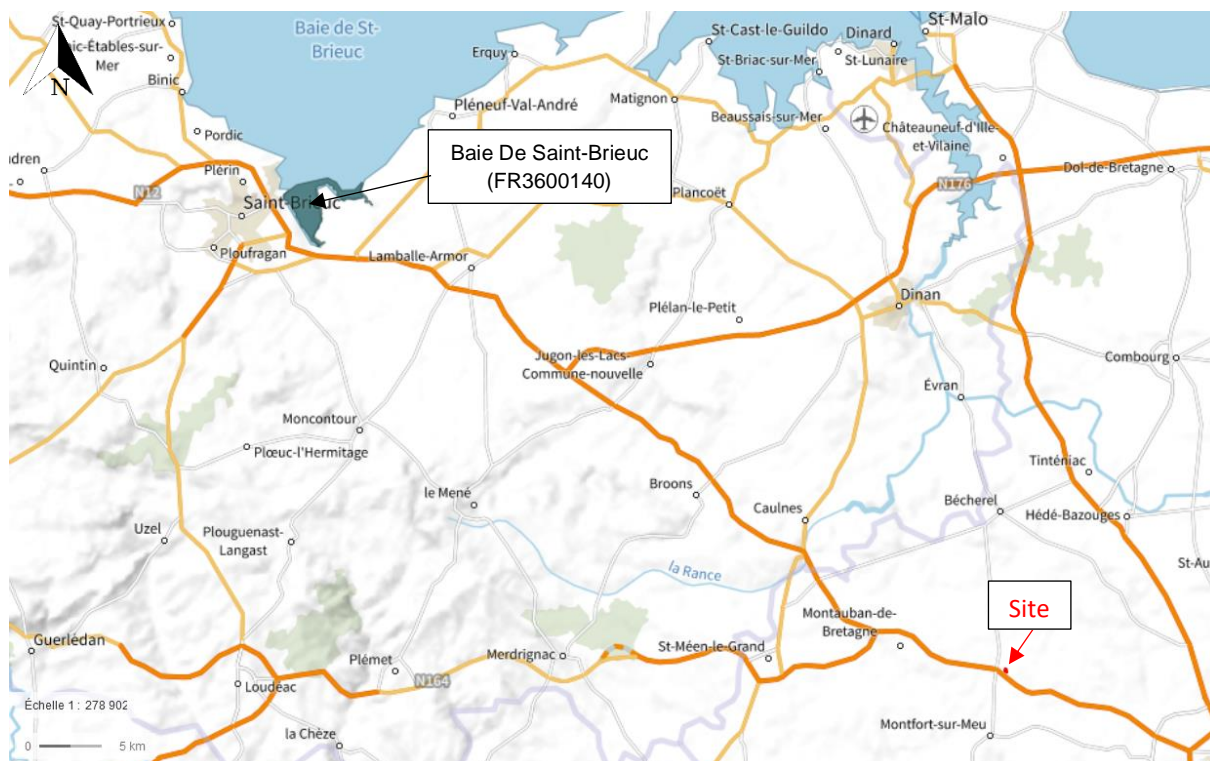 St-Quay-Portrieux
Baie de St-
Brieuc
-Étables-sur-
Mer
Binic
N
Pordic
Plérin
N12
Saint-Brieuc
Ploufragan
Erquy
Pléneuf-Val-André
Baie De Saint-Brieuc
(FR3600140)
St-Cast-le-Guildo
Dinard
St-Malo
St-Briac-sur-Mer
St-Lunaire
Matignon
Beaussais-sur-Mer
Châteauneuf-d'Ille-
et-Vilaine
Dol-de-Bretagne
N176
Plancoët
Lamballe-Armor
Dinan
Plélan-le-Petit
Jugon-les-Lacs
Commune-nouvelle
Quintin
Combourg
Évran
Moncontour
Plœuc-l'Hermitage
Tinténiac
le Mené
Broons
Bécherel
Caulnes
Hédé-Bazouges
Uzel
Plouguenast-
Langast
la Rance
St-Au
Site
Montauban-de-
Bretagne
Guerlédan
St-Méen-le-Grand
Merdrignac
Plémet
N164
Loudéac
Échelle 1 : 278 902
Montfort-sur-Meu
la Chèze
0
5 km